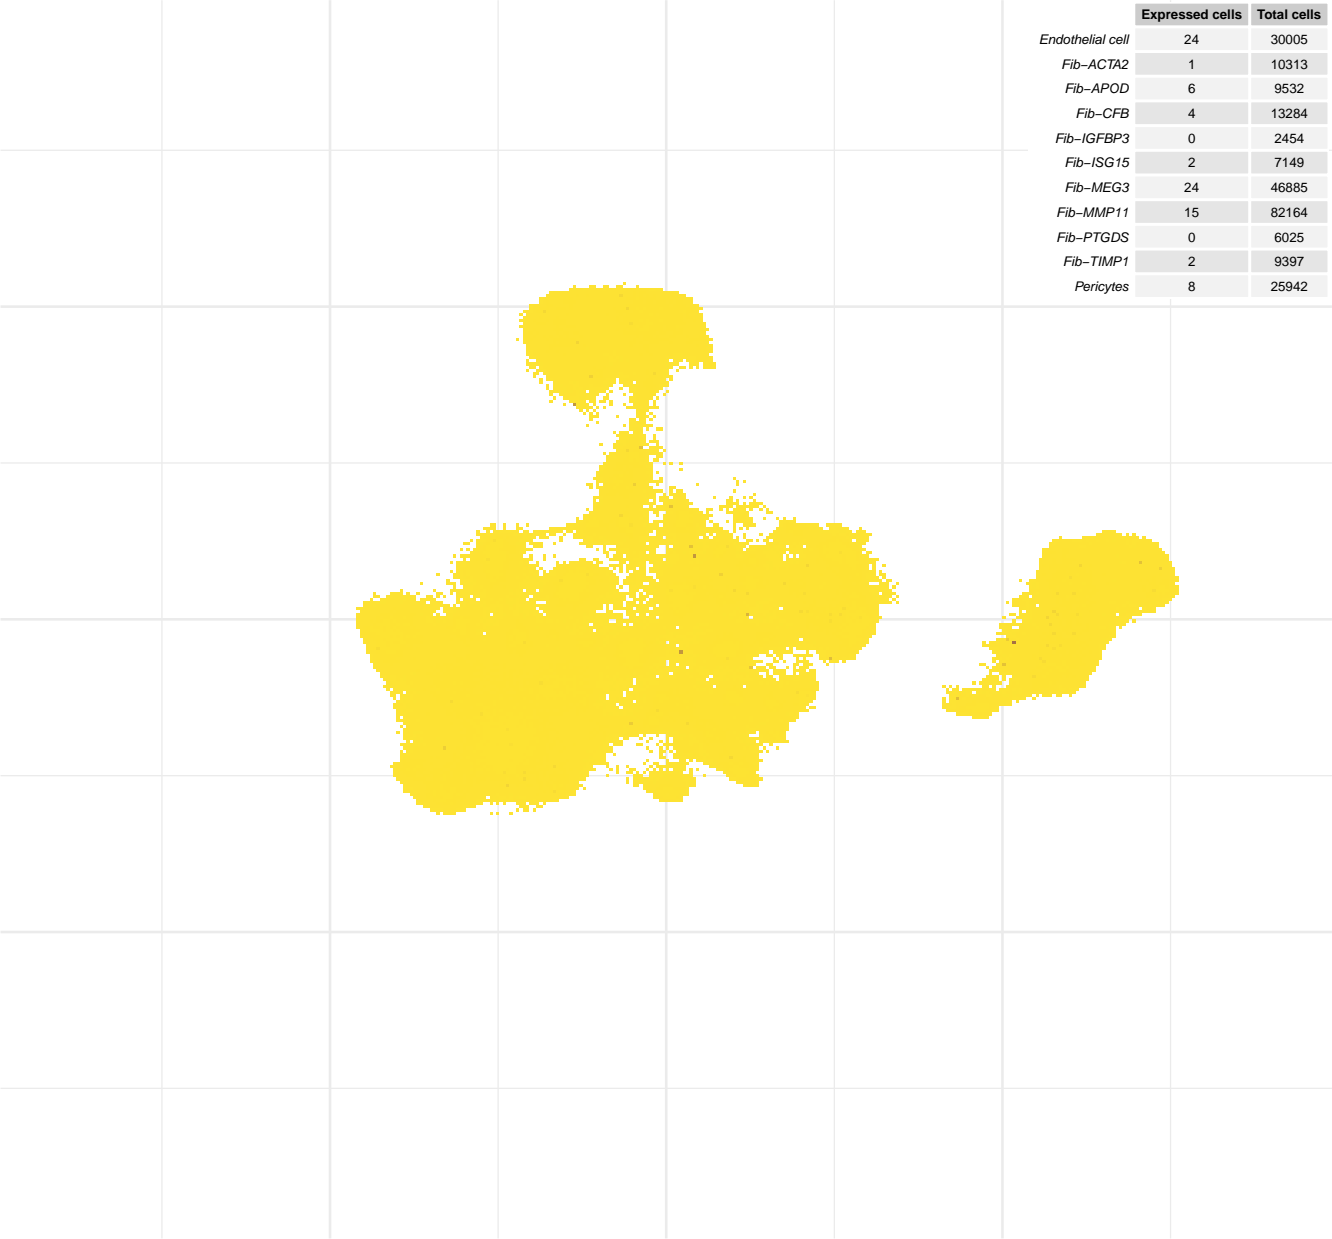 Expressed cells Total cells
Endothelial cell 24 30005
Fib−ACTA2 1 10313
Fib−APOD 6 9532
Fib−CFB 4 13284
Fib−IGFBP3 0 2454
Fib−ISG15 2 7149
Fib−MEG3 24 46885
Fib−MMP11 15 82164
Fib−PTGDS 0 6025
Fib−TIMP1 2 9397
Pericytes 8 25942